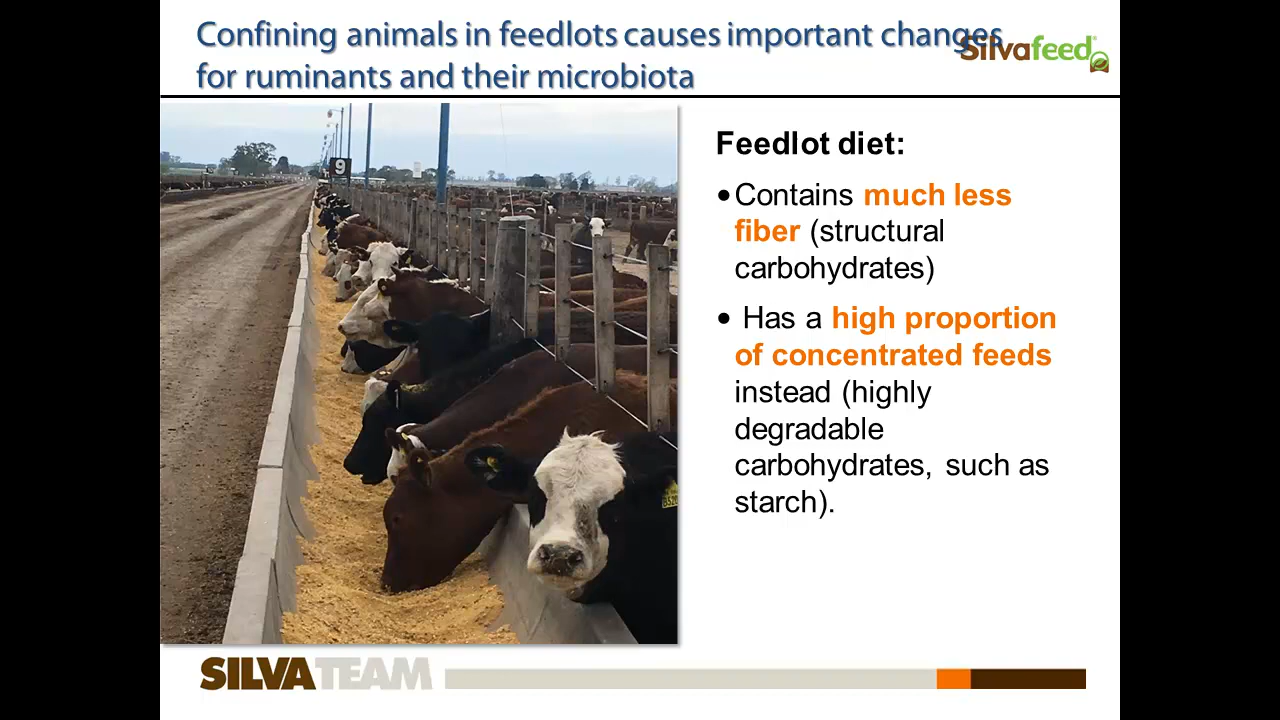 Confining animals in feedlots causes important changes
for ruminants and their microbiota
Silvafeed®
9
Feedlot diet:
•Contains much less
fiber (structural
carbohydrates)
• Has a high proportion
of concentrated feeds
instead (highly
degradable
carbohydrates, such as
starch).
SILVATEAM